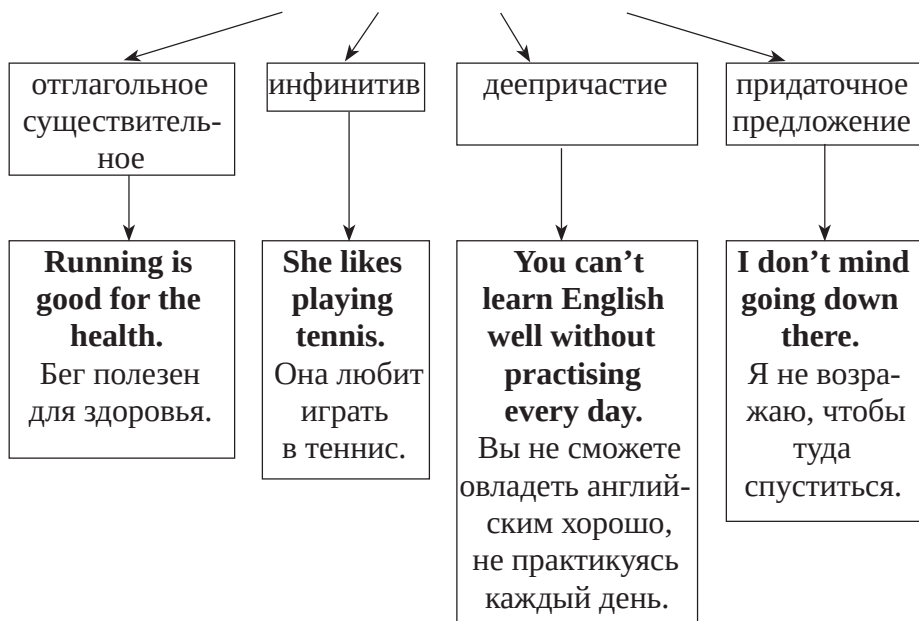 отглагольное
существитель-
ное
инфинитив
деепричастие
придаточное
предложение
Running is
good for the
health.
Бег полезен
для здоровья.
She likes
playing
tennis.
Она любит
играть
в теннис.
You can’t
learn English
well without
practising
every day.
Вы не сможете
овладеть англий-
ским хорошо,
не практикуясь
каждый день.
I don’t mind
going down
there.
Я не возра-
жаю, чтобы
туда
спуститься.